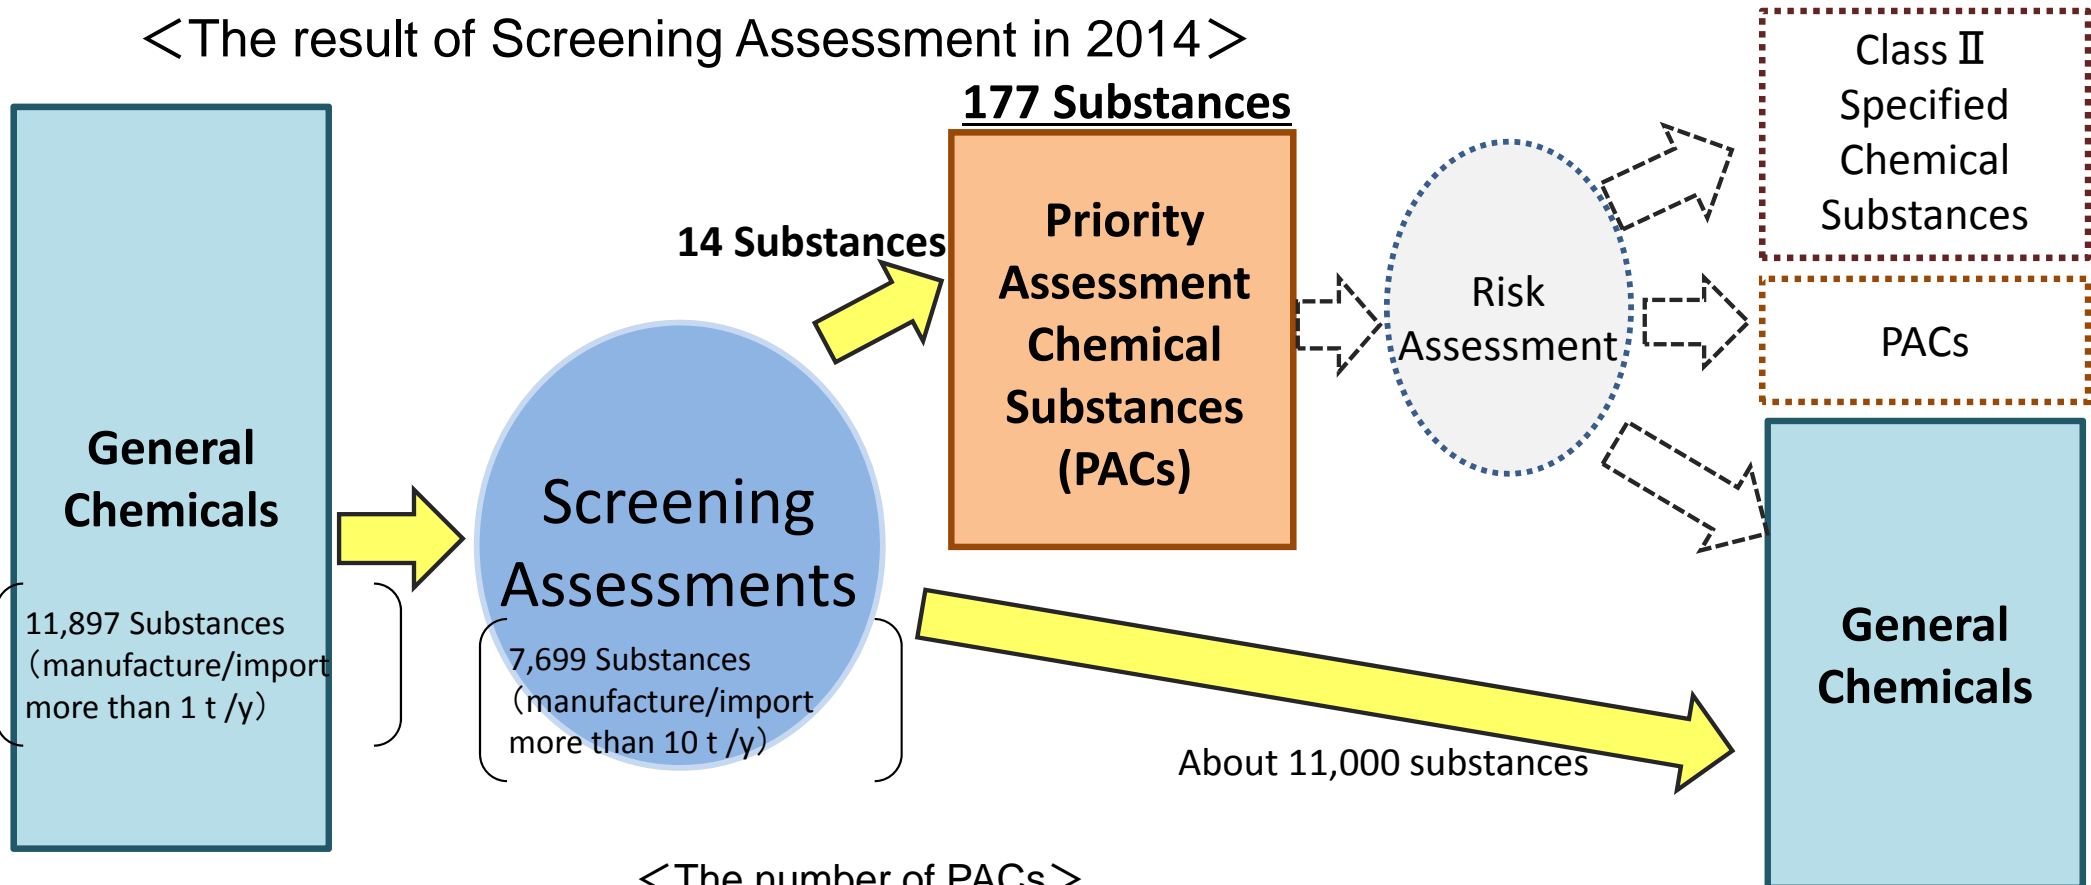 ＜The result of Screening Assessment in 2014＞
177 Substances
14 Substances
General
Chemicals
11,897 Substances
（manufacture/import
more than 1 t /y）
Screening
Assessments
7,699 Substances
（manufacture/import
more than 10 t /y）
Priority
Assessment
Chemical
Substances
(PACs)
Risk
Assessment
Class Ⅱ
Specified
Chemical
Substances
PACs
General
Chemicals
About 11,000 substances
＜The number of PACs＞